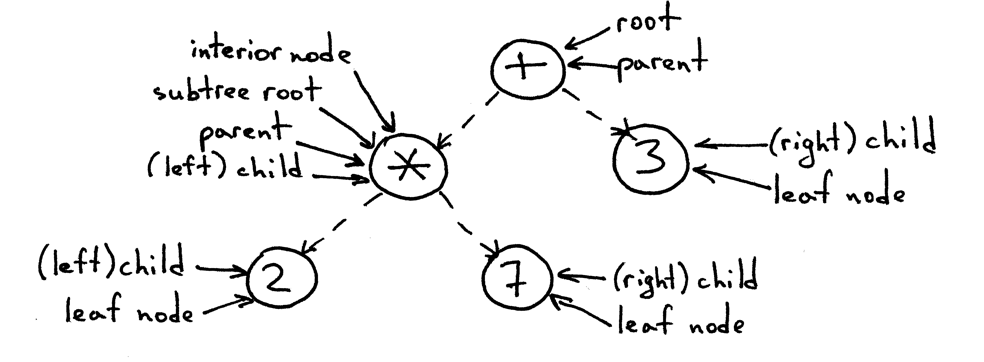 root
+
parent
interior node
subtree root
parent
(left) child
*
3
(right) child
leaf node
(left) child
leaf node
2
7
(right) child
leaf node